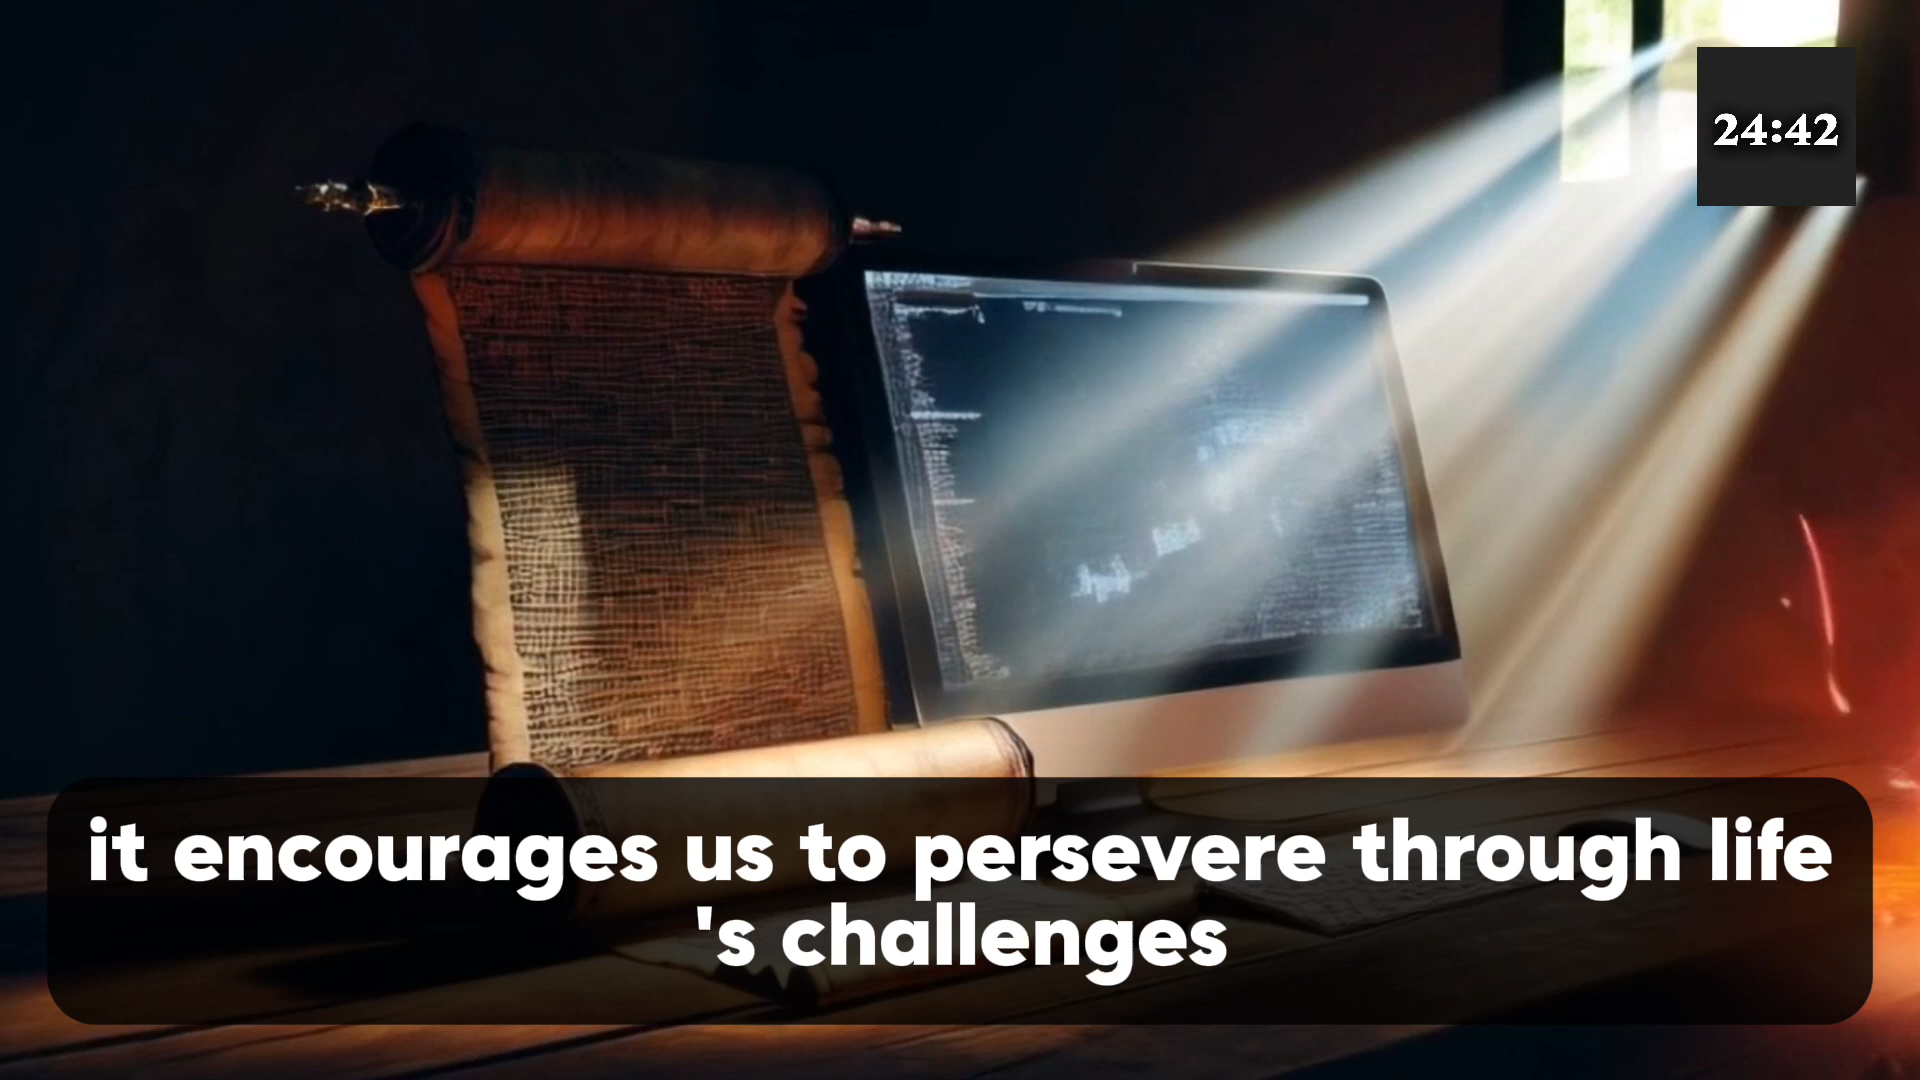 24:42
it encourages us to persevere through life
's challenges